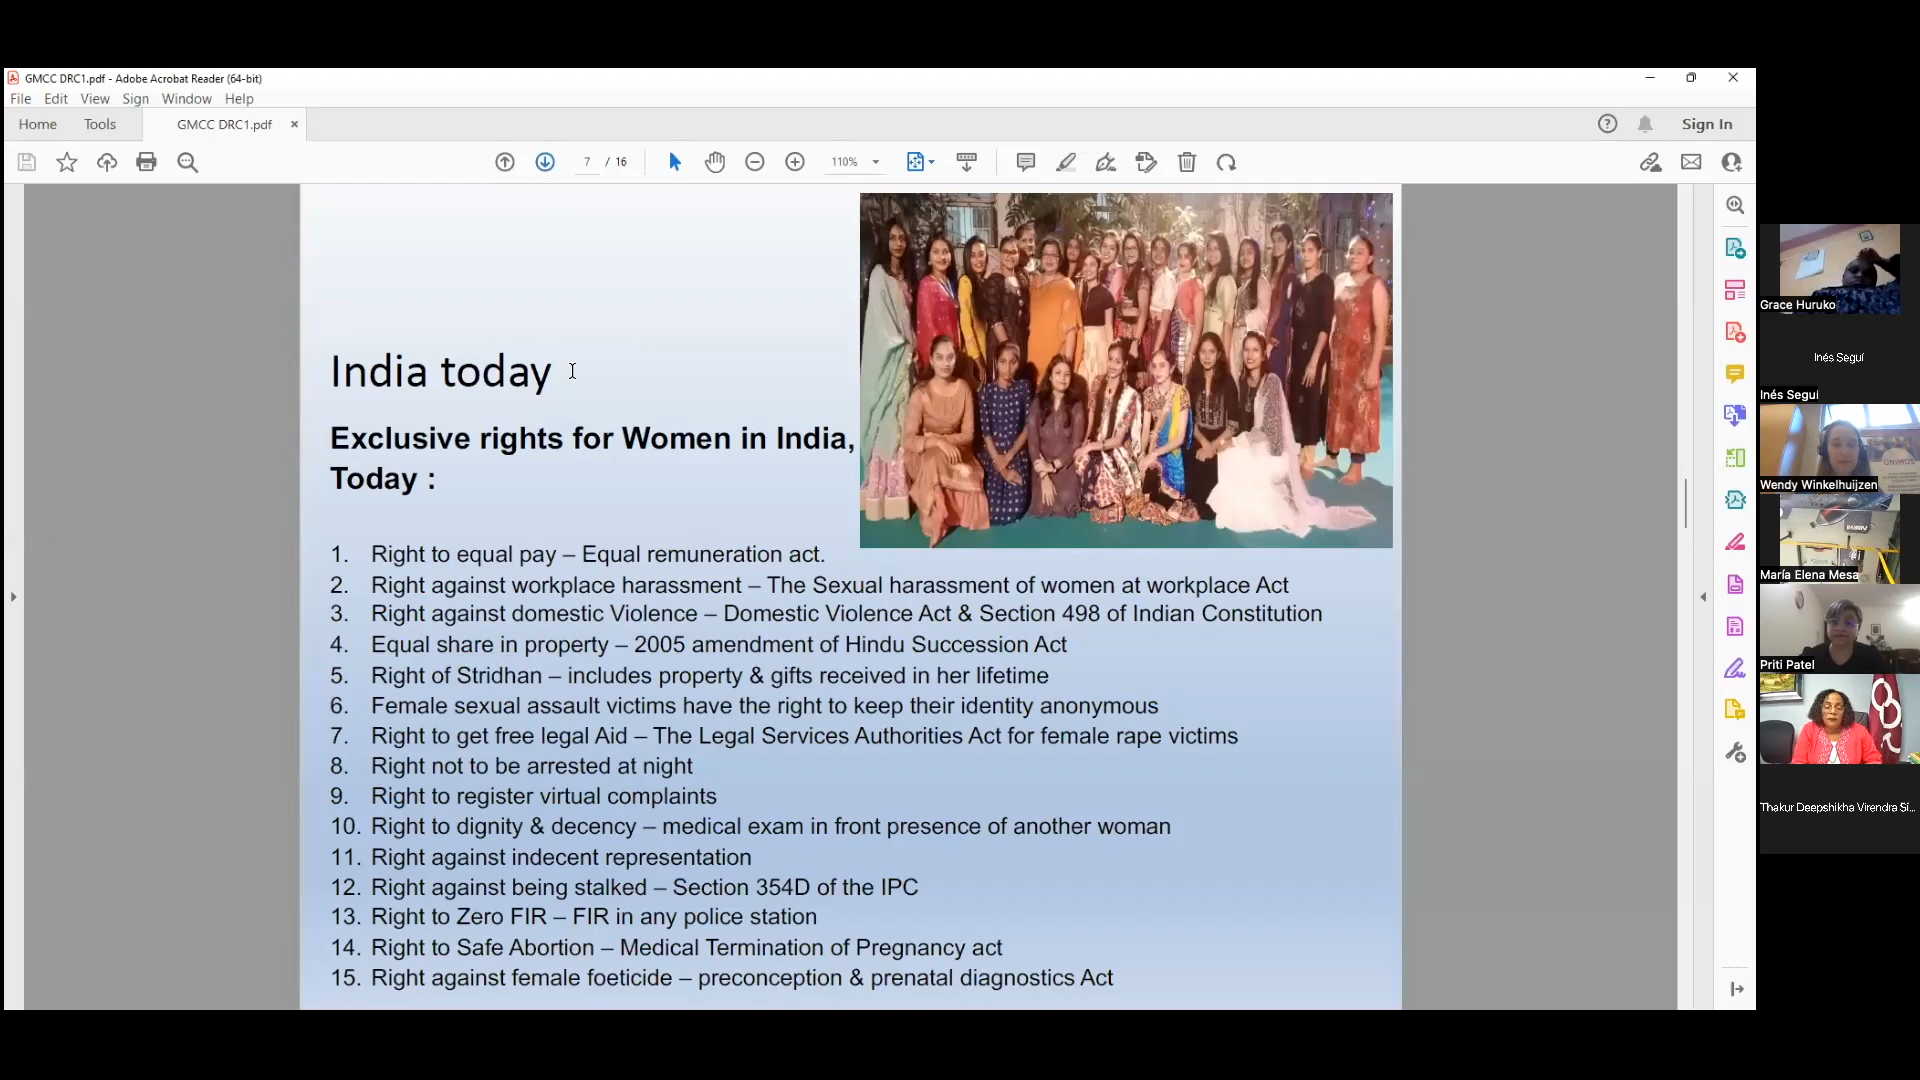 GMCC DRC1.pdf - Adobe Acrobat Reader (64-bit)
File Edit View Sign Window Help
Home Tools GMCC DRC1.pdf × Sign In
7 / 16 110%
India today
Exclusive rights for Women in India,
Today :
1. Right to equal pay – Equal remuneration act.
2. Right against workplace harassment – The Sexual harassment of women at workplace Act
3. Right against domestic Violence – Domestic Violence Act & Section 498 of Indian Constitution
4. Equal share in property – 2005 amendment of Hindu Succession Act
5. Right of Stridhan – includes property & gifts received in her lifetime
6. Female sexual assault victims have the right to keep their identity anonymous
7. Right to get free legal Aid – The Legal Services Authorities Act for female rape victims
8. Right not to be arrested at night
9. Right to register virtual complaints
10. Right to dignity & decency – medical exam in front presence of another woman
11. Right against indecent representation
12. Right against being stalked – Section 354D of the IPC
13. Right to Zero FIR – FIR in any police station
14. Right to Safe Abortion – Medical Termination of Pregnancy act
15. Right against female foeticide – preconception & prenatal diagnostics Act
Grace Huruko
Inés Seguí
Inés Seguí
UNIMOS
Wendy Winkelhuijzen
María Elena Mesa
Priti Patel
Thakur Deepshikha Virendra Si...